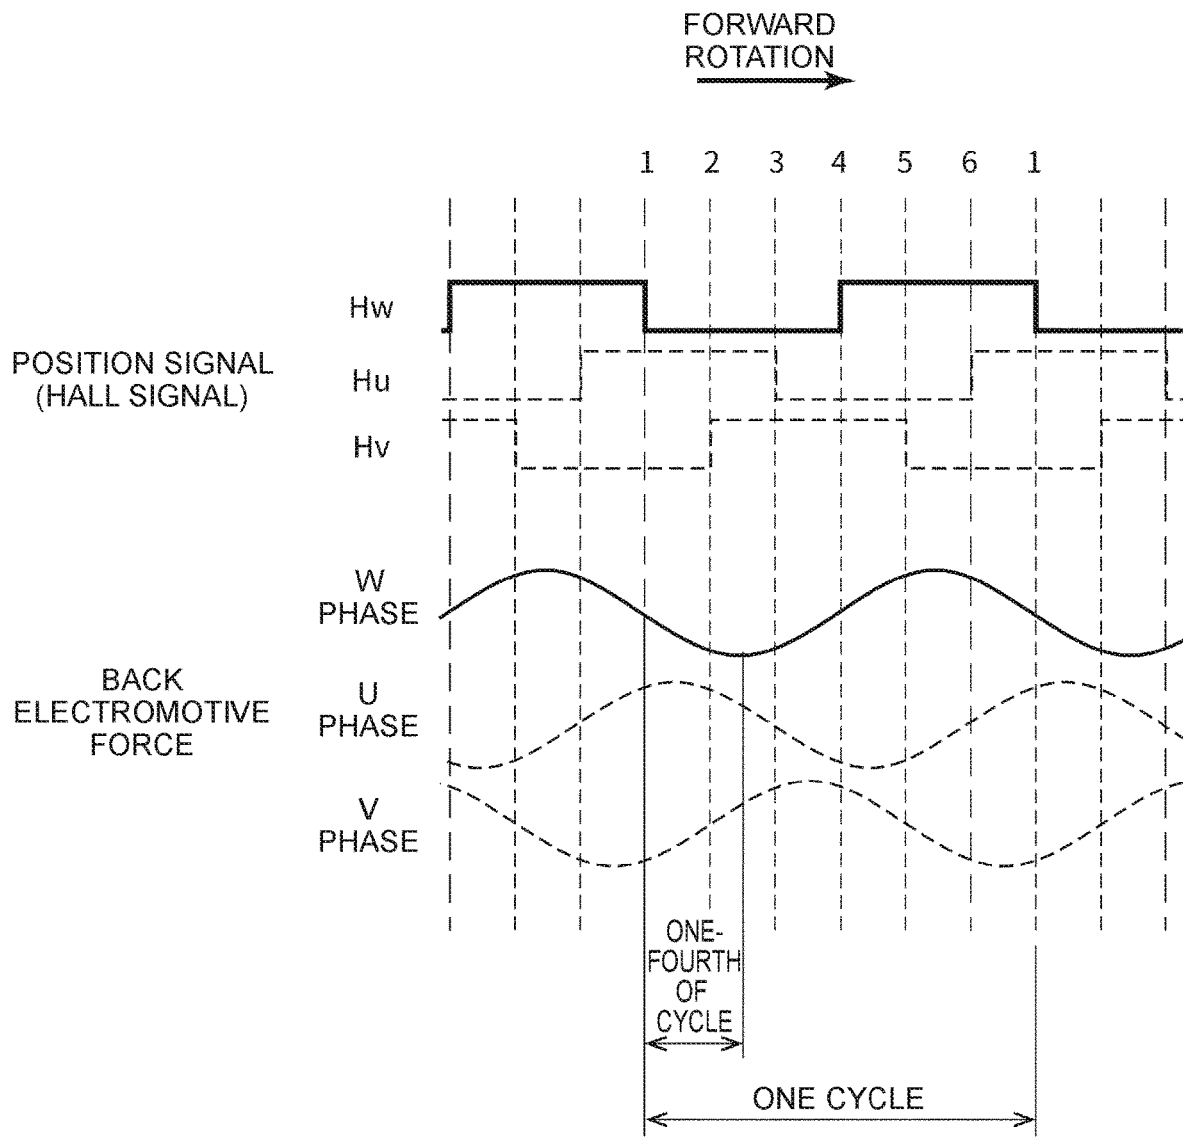 FORWARD
ROTATION
1 2 3 4 5 6 1
Hw
POSITION SIGNAL
(HALL SIGNAL)
Hu
Hv
W
PHASE
BACK
ELECTROMOTIVE
FORCE
U
PHASE
V
PHASE
ONE-
FOURTH
OF
CYCLE
ONE CYCLE